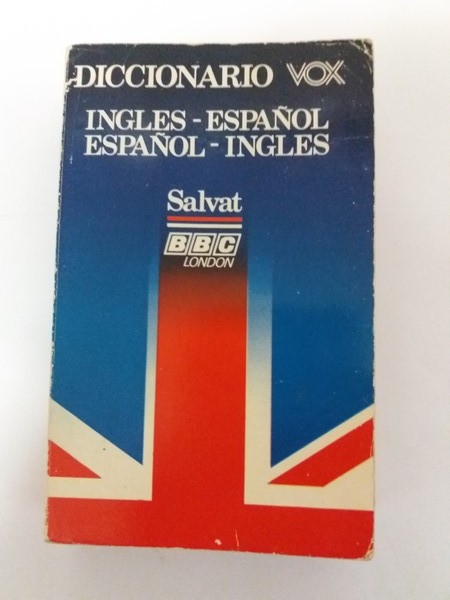 DICCIONARIO VOX
INGLES - ESPAÑOL
ESPAÑOL - INGLES
Salvat
BBC
LONDON